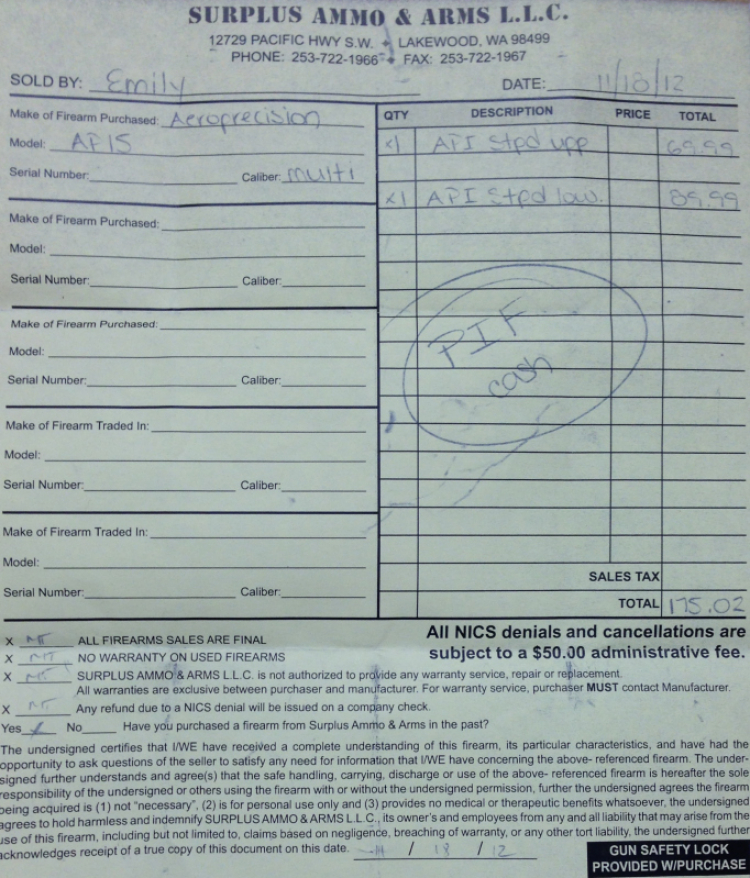 SURPLUS AMMO & ARMS L.L.C.
12729 PACIFIC HWY S.W. LAKEWOOD, WA 98499
PHONE: 253-722-1966 FAX: 253-722-1967
SOLD BY: Emily DATE: 11/18/12
Make of Firearm Purchased: Aeroprecision
Model: AP15
Serial Number: Caliber: multi
Make of Firearm Purchased:
Model:
Serial Number: Caliber:
Make of Firearm Purchased:
Model:
Serial Number: Caliber:
Make of Firearm Traded In:
Model:
Serial Number: Caliber:
Make of Firearm Traded In:
Model:
Serial Number: Caliber:
QTY DESCRIPTION PRICE TOTAL
x1 API Stpd upp 69.99
x1 API Stpd low. 89.99
PIF
cash
SALES TAX
TOTAL 175.02
All NICS denials and cancellations are
subject to a $50.00 administrative fee.
X MT ALL FIREARMS SALES ARE FINAL
X MT NO WARRANTY ON USED FIREARMS
X MT SURPLUS AMMO & ARMS L.L.C. is not authorized to provide any warranty service, repair or replacement.
All warranties are exclusive between purchaser and manufacturer. For warranty service, purchaser MUST contact Manufacturer.
X MT Any refund due to a NICS denial will be issued on a company check.
Yes No Have you purchased a firearm from Surplus Ammo & Arms in the past?
The undersigned certifies that I/WE have received a complete understanding of this firearm, its particular characteristics, and have had the
opportunity to ask questions of the seller to satisfy any need for information that I/WE have concerning the above- referenced firearm. The under-
signed further understands and agree(s) that the safe handling, carrying, discharge or use of the above- referenced firearm is hereafter the sole
responsibility of the undersigned or others using the firearm with or without the undersigned permission, further the undersigned agrees the firearm
being acquired is (1) not "necessary", (2) is for personal use only and (3) provides no medical or therapeutic benefits whatsoever, the undersigned
agrees to hold harmless and indemnify SURPLUS AMMO & ARMS L.L.C., its owner's and employees from any and all liability that may arise from the
use of this firearm, including but not limited to, claims based on negligence, breaching of warranty, or any other tort liability, the undersigned further
acknowledges receipt of a true copy of this document on this date. 11 / 18 / 12
GUN SAFETY LOCK
PROVIDED W/PURCHASE